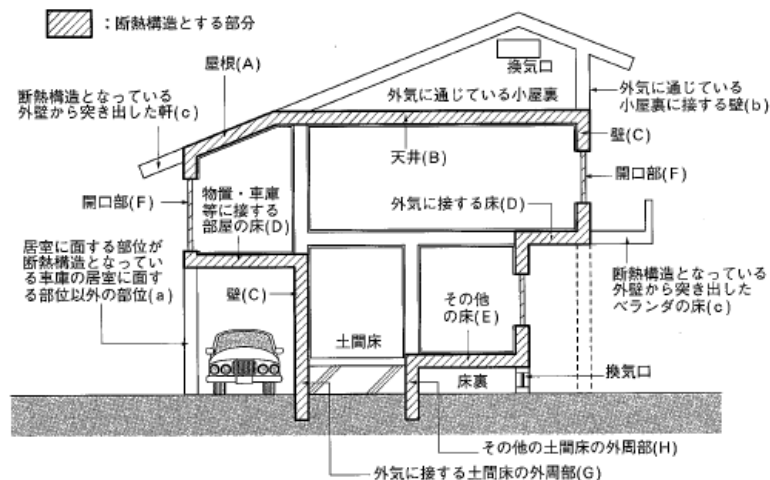 ：断熱構造とする部分
屋根(A)
換気口
断熱構造となっている
外壁から突き出した軒(c)
外気に通じている小屋裏
外気に通じている
小屋裏に接する壁(b)
壁(C)
天井(B)
開口部(F)
開口部(F)
物置・車庫
等に接する
部屋の床(D)
外気に接する床(D)
居室に面する部位が
断熱構造となってい
る車庫の居室に面す
る部位以外の部位(a)
断熱構造となっている
外壁から突き出した
ベランダの床(c)
壁(C)
その他
の床(E)
土間床
床裏
換気口
その他の土間床の外周部(H)
外気に接する土間床の外周部(G)